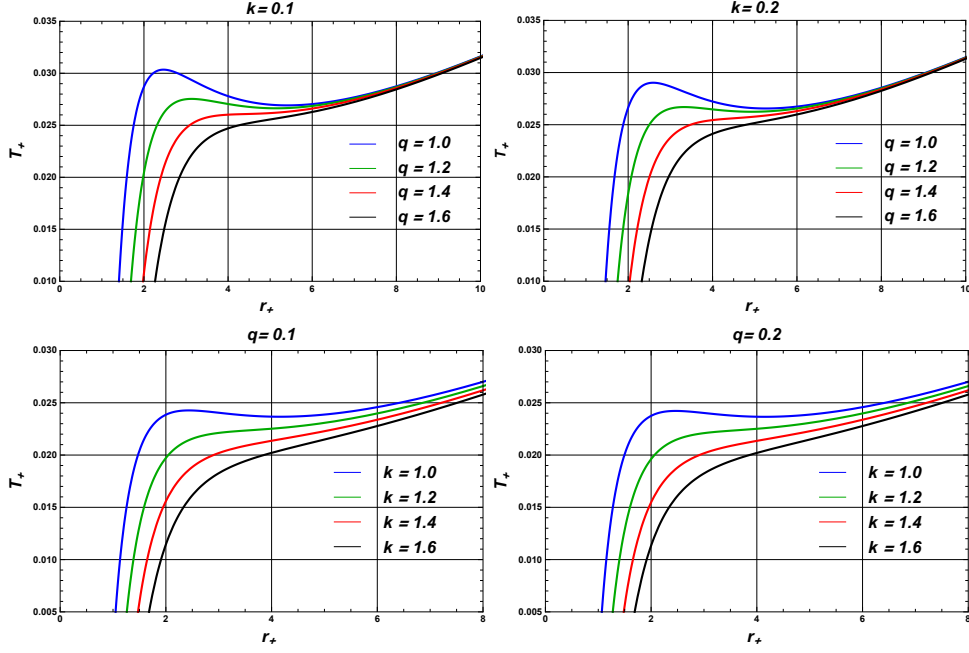 k = 0.1
0.035
0.030
0.025
0.020
0.015
0.010
T₊
q = 1.0
q = 1.2
q = 1.4
q = 1.6
0 2 4 6 8 10
r₊
k = 0.2
0.035
0.030
0.025
0.020
0.015
0.010
T₊
q = 1.0
q = 1.2
q = 1.4
q = 1.6
0 2 4 6 8 10
r₊
q = 0.1
0.030
0.025
0.020
0.015
0.010
0.005
T₊
k = 1.0
k = 1.2
k = 1.4
k = 1.6
0 2 4 6 8
r₊
q = 0.2
0.030
0.025
0.020
0.015
0.010
0.005
T₊
k = 1.0
k = 1.2
k = 1.4
k = 1.6
0 2 4 6 8
r₊